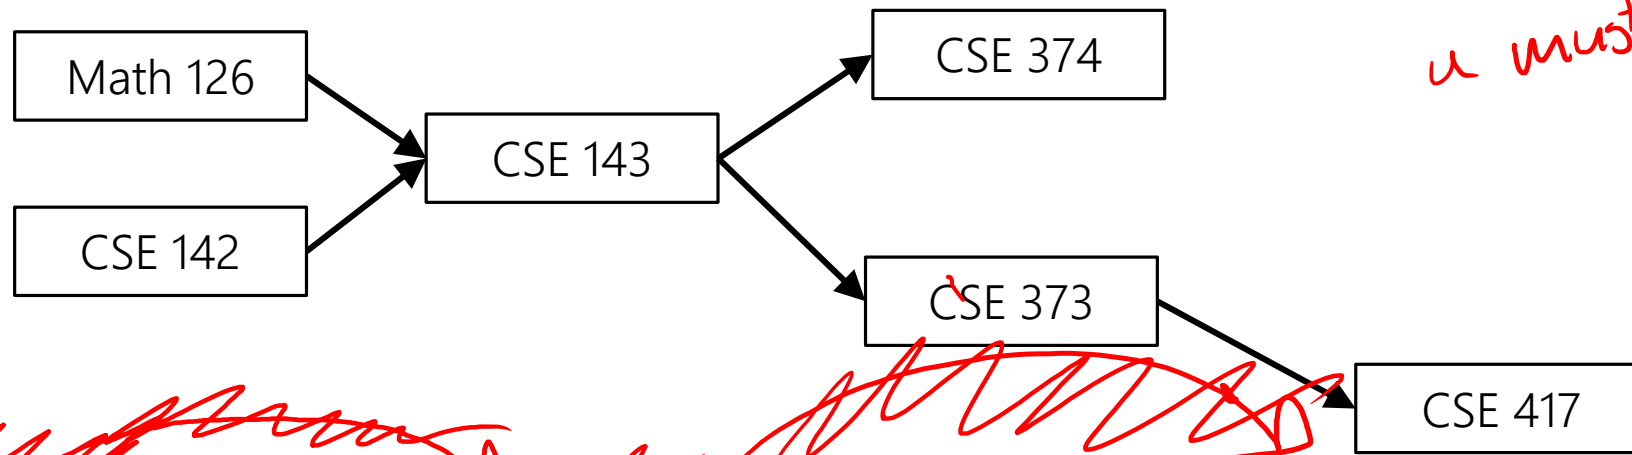 Math 126
CSE 142
CSE 143
CSE 374
CSE 373
CSE 417
u must